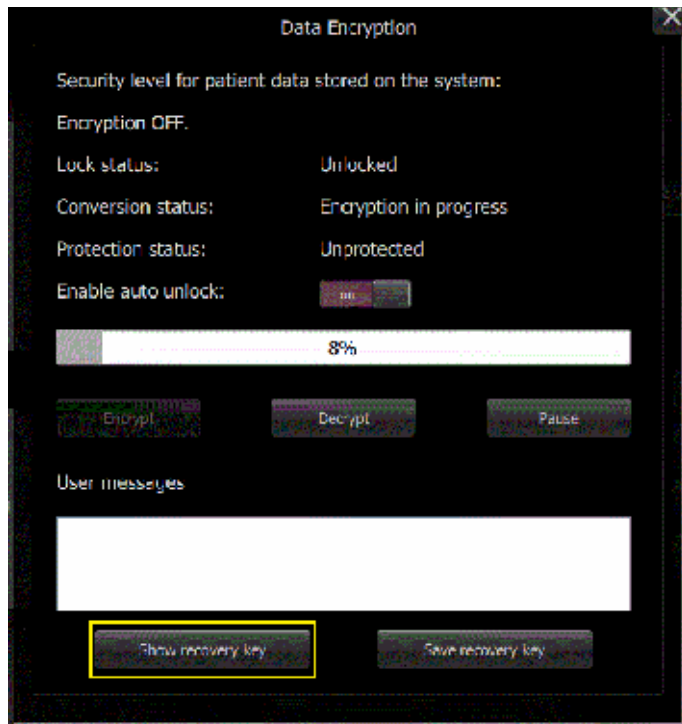 Data Encryption
Security level for patient data stored on the system:
Encryption OFF.
Lock status: Unlocked
Conversion status: Encryption in progress
Protection status: Unprotected
Enable auto unlock: on
8%
Encrypt Decrypt Pause
User messages
Show recovery key Save recovery key